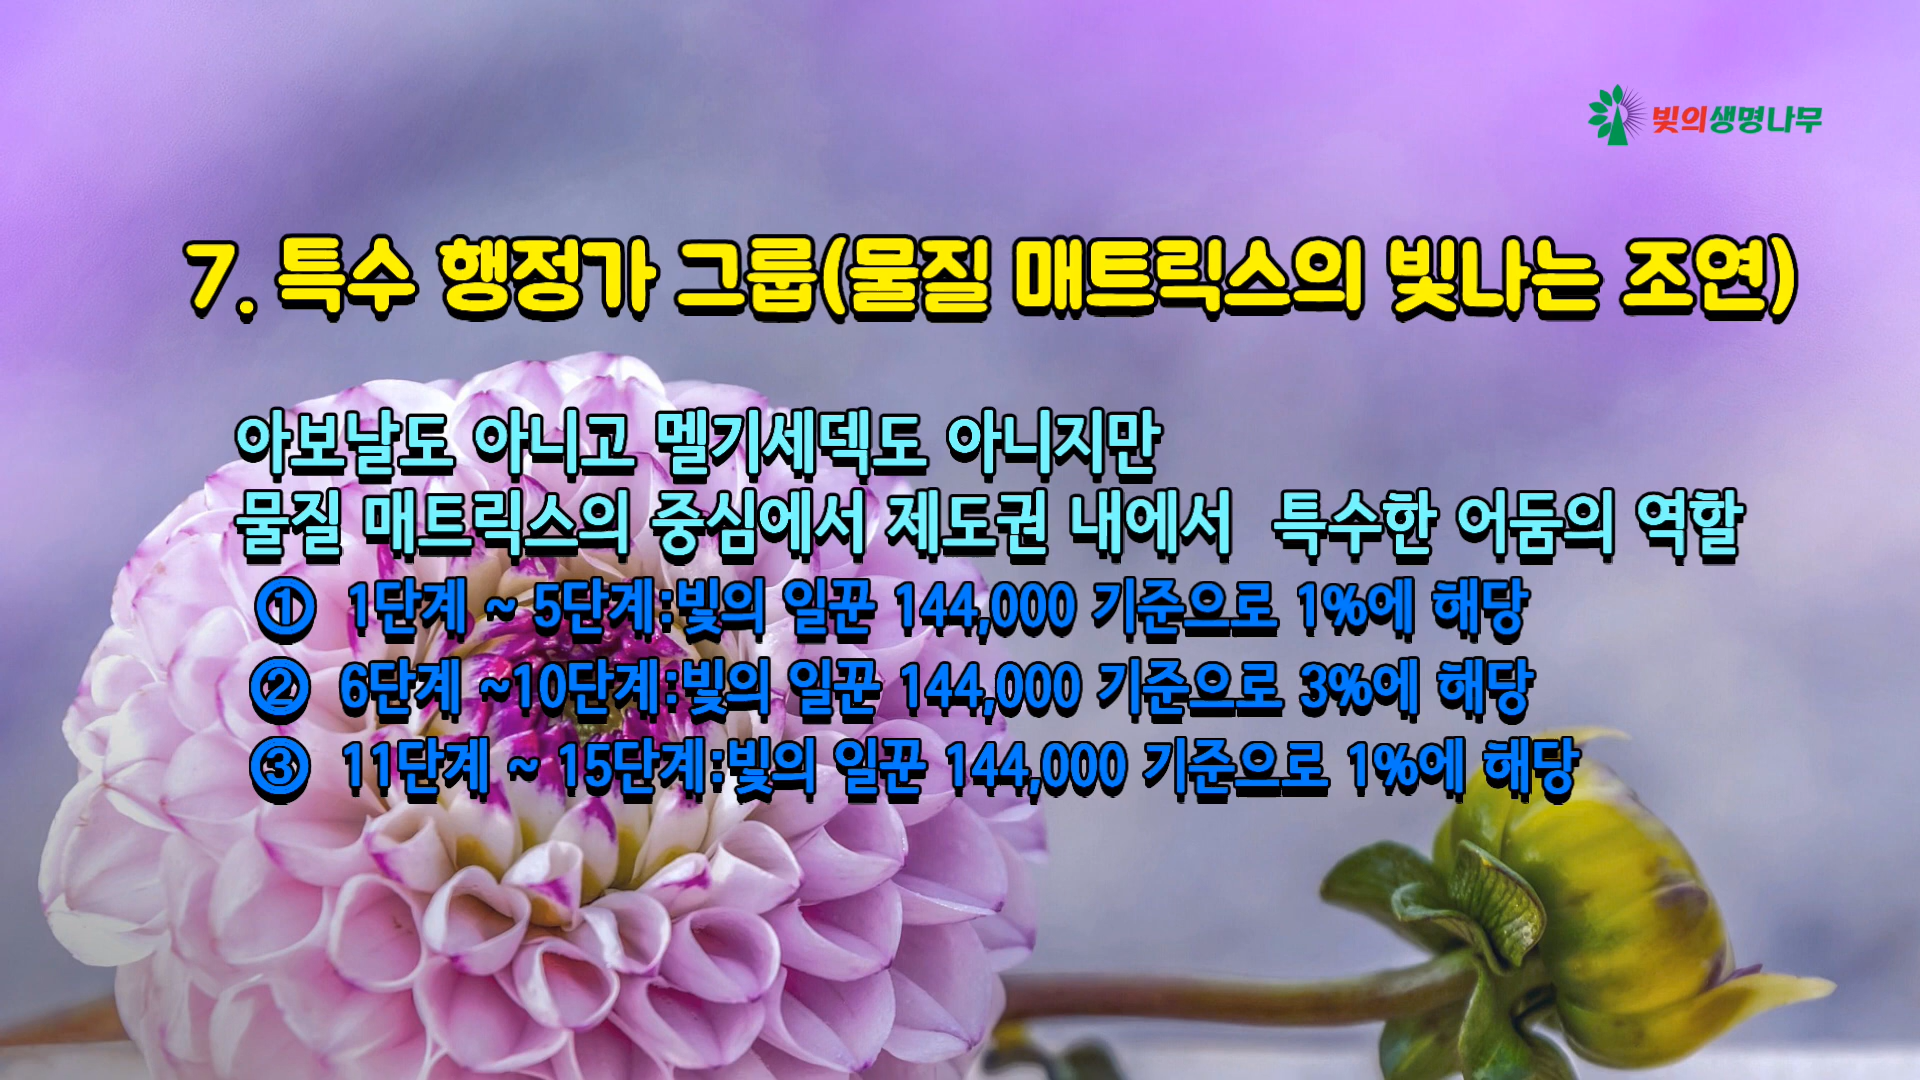 빛의생명나무
7. 특수 행정가 그룹(물질 매트릭스의 빛나는 조연)
아보날도 아니고 멜기세덱도 아니지만
물질 매트릭스의 중심에서 제도권 내에서 특수한 어둠의 역할
① 1단계 ~ 5단계:빛의 일꾼 144,000 기준으로 1%에 해당
② 6단계 ~10단계:빛의 일꾼 144,000 기준으로 3%에 해당
③ 11단계 ~ 15단계:빛의 일꾼 144,000 기준으로 1%에 해당